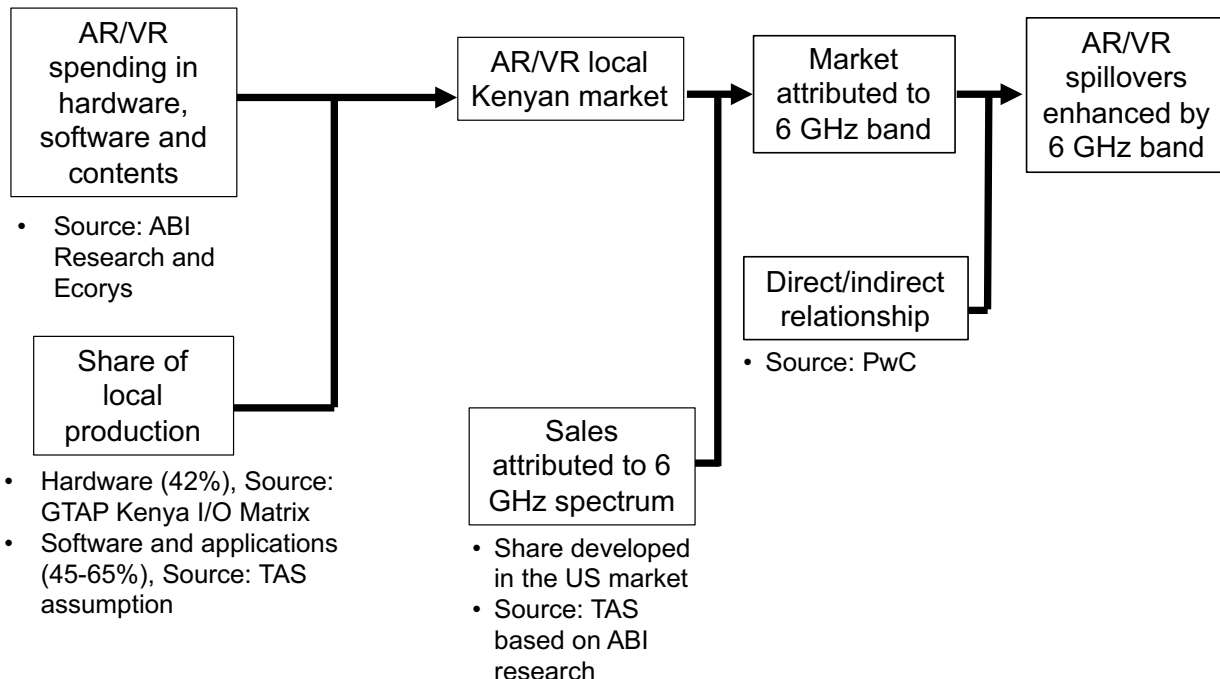 AR/VR
spending in
hardware,
software and
contents
• Source: ABI
Research and
Ecorys
Share of
local
production
• Hardware (42%), Source:
GTAP Kenya I/O Matrix
• Software and applications
(45-65%), Source: TAS
assumption
AR/VR local
Kenyan market
Sales
attributed to 6
GHz spectrum
• Share developed
in the US market
• Source: TAS
based on ABI
research
Market
attributed to
6 GHz band
Direct/indirect
relationship
• Source: PwC
AR/VR
spillovers
enhanced by
6 GHz band